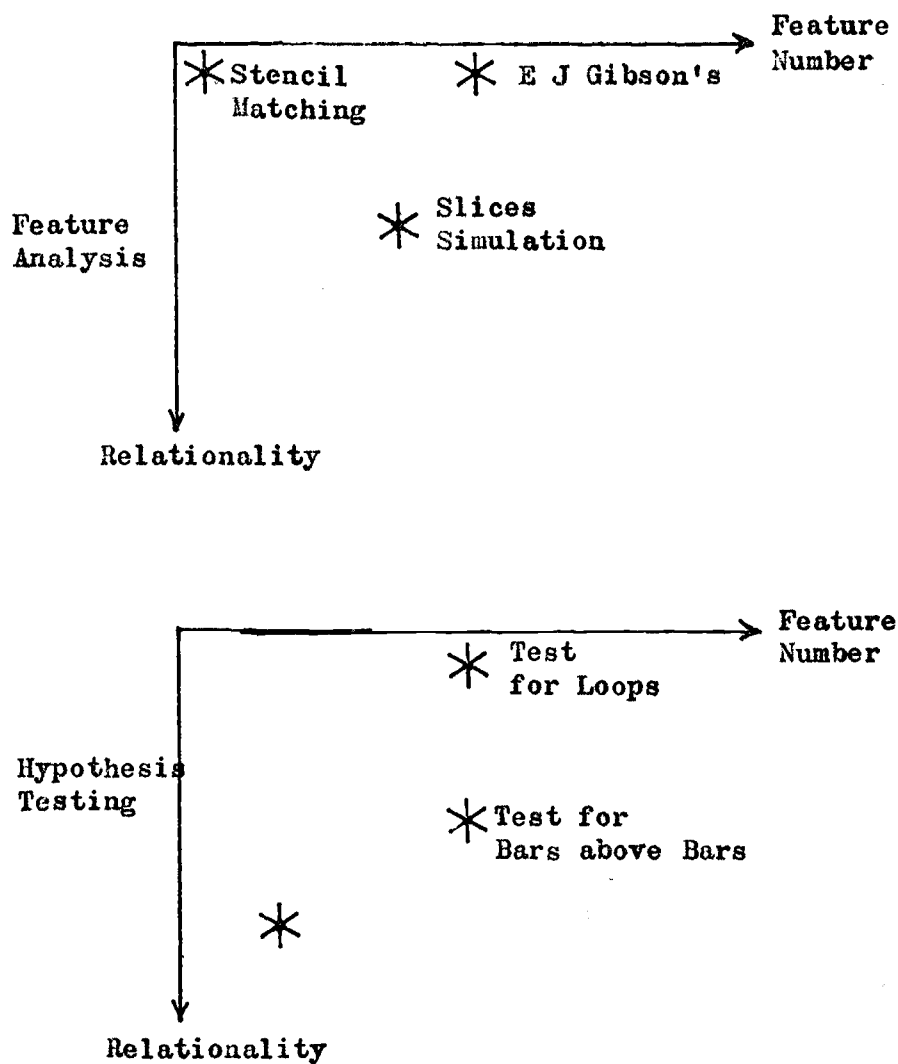 Feature
Number
Stencil
Matching
E J Gibson's
Slices
Simulation
Feature
Analysis
Relationality
Feature
Number
Test
for Loops
Hypothesis
Testing
Test for
Bars above Bars
Relationality